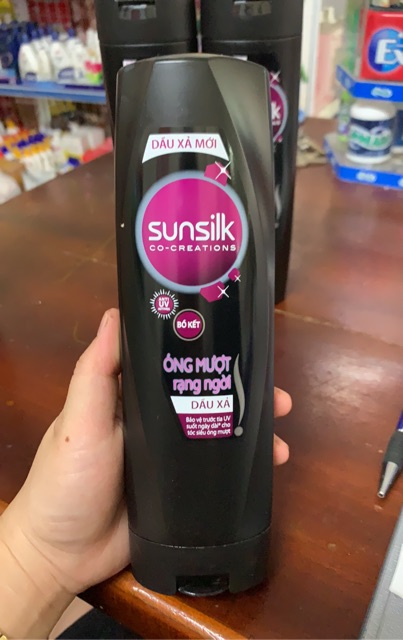 DẦU XẢ MỚI
sunsilk
CO-CREATIONS
UV
BỒ KẾT
ÓNG MƯỢT
rạng ngời
DẦU XẢ
Bảo vệ trước tia UV
suốt ngày dài* cho
tóc siêu óng mượt
Ex